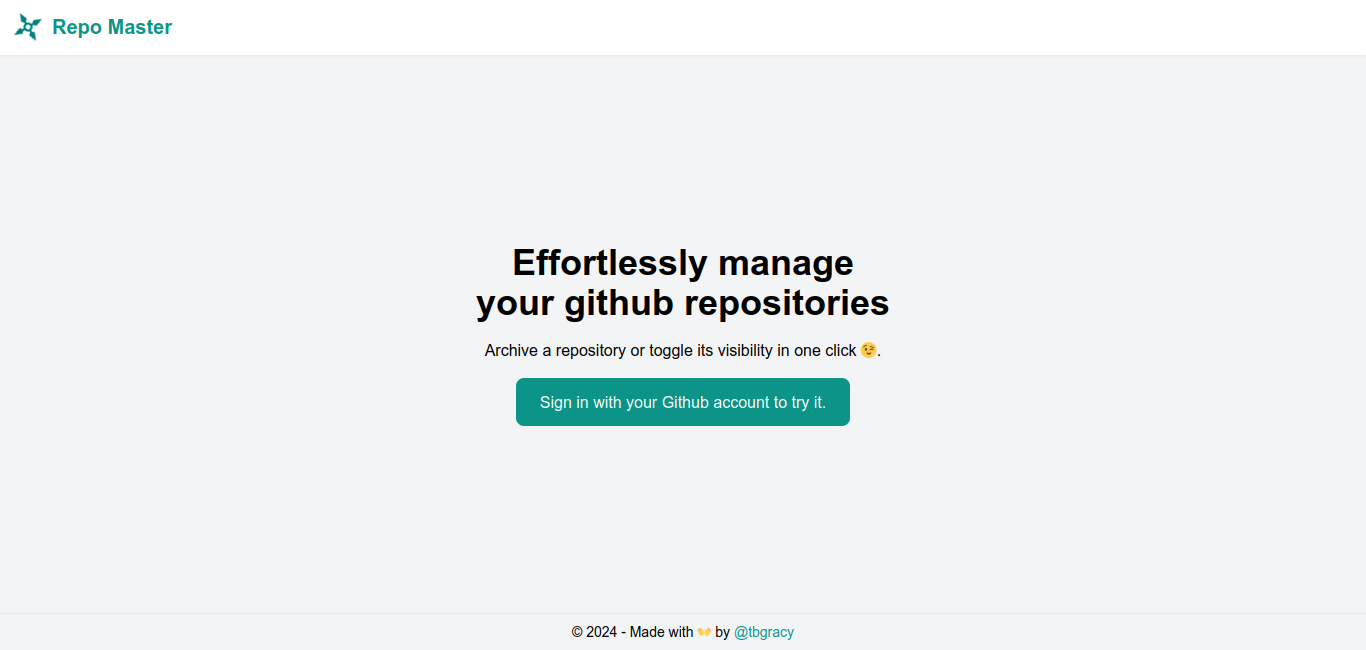 Repo Master
Effortlessly manage
your github repositories
Archive a repository or toggle its visibility in one click 😉.
Sign in with your Github account to try it.
© 2024 - Made with 👐 by @tbgracy